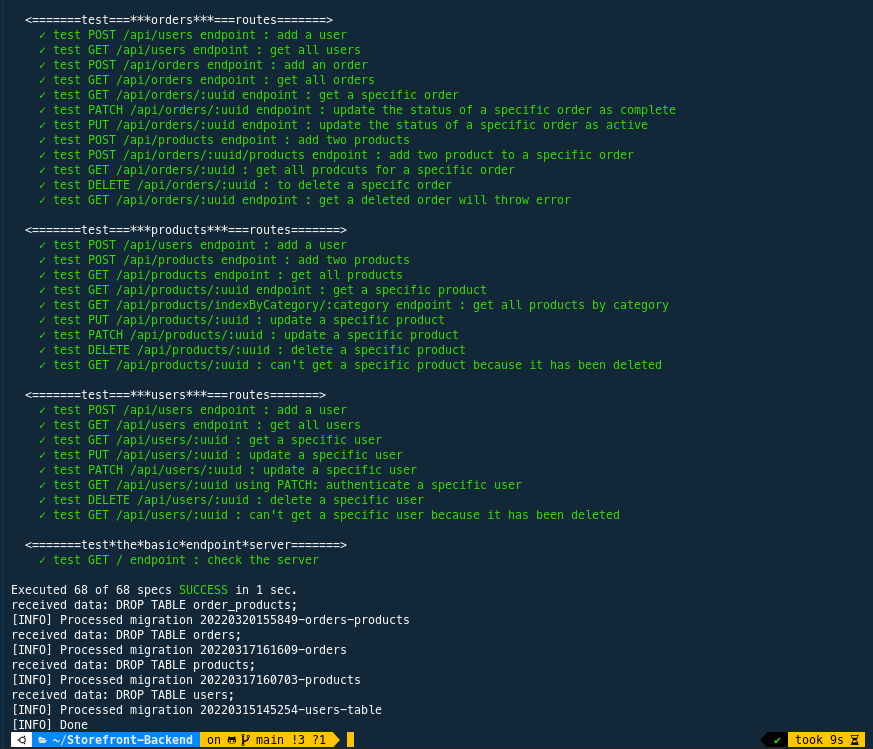 <=======test===***orders***===routes=======>
✓ test POST /api/users endpoint : add a user
✓ test GET /api/users endpoint : get all users
✓ test POST /api/orders endpoint : add an order
✓ test GET /api/orders endpoint : get all orders
✓ test GET /api/orders/:uuid endpoint : get a specific order
✓ test PATCH /api/orders/:uuid endpoint : update the status of a specific order as complete
✓ test PUT /api/orders/:uuid endpoint : update the status of a specific order as active
✓ test POST /api/products endpoint : add two products
✓ test POST /api/orders/:uuid/products endpoint : add two product to a specific order
✓ test GET /api/orders/:uuid : get all prodcuts for a specific order
✓ test DELETE /api/orders/:uuid : to delete a specifc order
✓ test GET /api/orders/:uuid endpoint : get a deleted order will throw error
<=======test===***products***===routes=======>
✓ test POST /api/users endpoint : add a user
✓ test POST /api/products endpoint : add two products
✓ test GET /api/products endpoint : get all products
✓ test GET /api/products/:uuid endpoint : get a specific product
✓ test GET /api/products/indexByCategory/:category endpoint : get all products by category
✓ test PUT /api/products/:uuid : update a specific product
✓ test PATCH /api/products/:uuid : update a specific product
✓ test DELETE /api/products/:uuid : delete a specific product
✓ test GET /api/products/:uuid : can't get a specific product because it has been deleted
<=======test===***users***===routes=======>
✓ test POST /api/users endpoint : add a user
✓ test GET /api/users endpoint : get all users
✓ test GET /api/users/:uuid : get a specific user
✓ test PUT /api/users/:uuid : update a specific user
✓ test PATCH /api/users/:uuid : update a specific user
✓ test GET /api/users/:uuid using PATCH: authenticate a specific user
✓ test DELETE /api/users/:uuid : delete a specific user
✓ test GET /api/users/:uuid : can't get a specific user because it has been deleted
<=======test*the*basic*endpoint*server=======>
✓ test GET / endpoint : check the server
Executed 68 of 68 specs SUCCESS in 1 sec.
received data: DROP TABLE order_products;
[INFO] Processed migration 20220320155849-orders-products
received data: DROP TABLE orders;
[INFO] Processed migration 20220317161609-orders
received data: DROP TABLE products;
[INFO] Processed migration 20220317160703-products
received data: DROP TABLE users;
[INFO] Processed migration 20220315145254-users-table
[INFO] Done
~/Storefront-Backend on main !3 ?1 ✔ took 9s